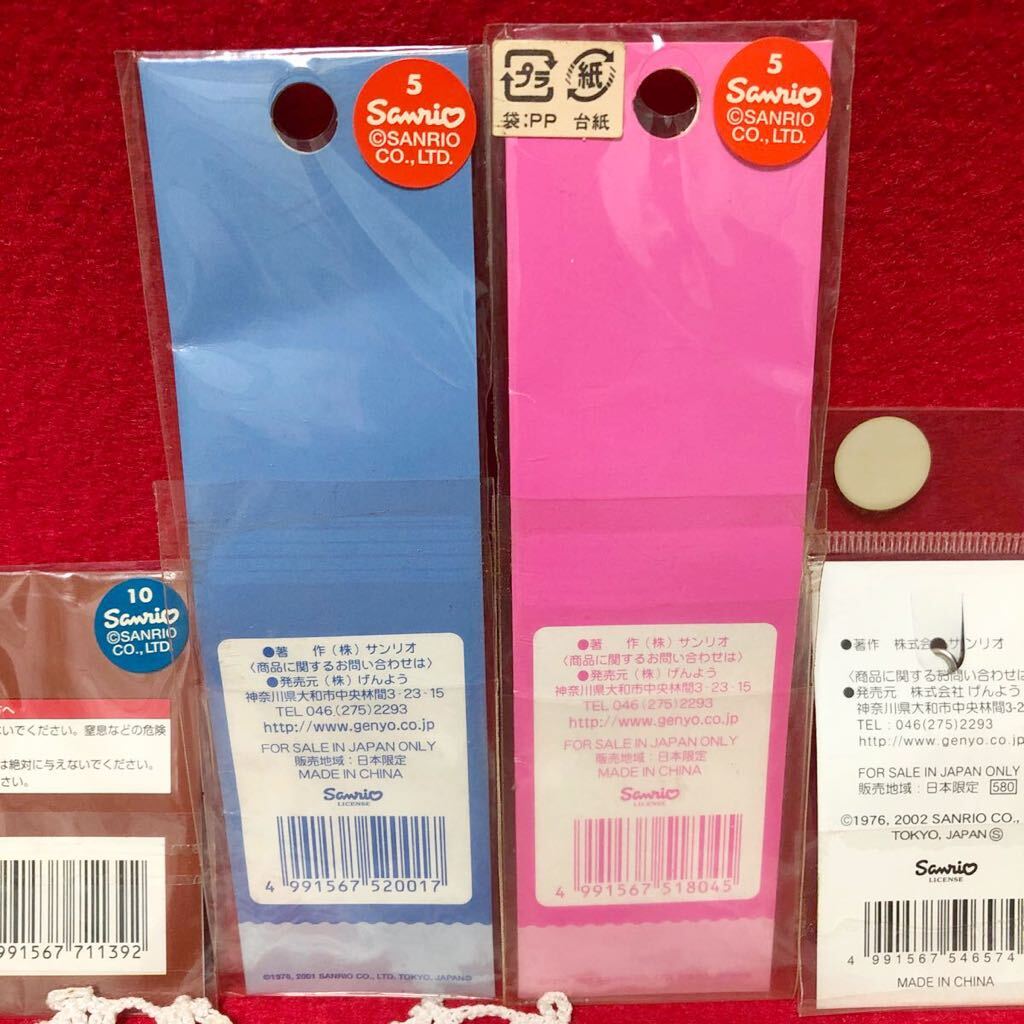 5
Sanrio
©SANRIO
CO., LTD.
●著 作(株)サンリオ
〈商品に関するお問い合わせは〉
●発売元(株)げんよう
神奈川県大和市中央林間3-23-15
TEL 046(275)2293
http://www.genyo.co.jp
FOR SALE IN JAPAN ONLY
販売地域:日本限定
MADE IN CHINA
Sanrio
LICENSE
4 991567 520017
©1976, 2001 SANRIO CO., LTD. TOKYO, JAPAN
プラ 紙
袋:PP 台紙
5
Sanrio
©SANRIO
CO., LTD.
●著 作(株)サンリオ
〈商品に関するお問い合わせは〉
●発売元(株)げんよう
神奈川県大和市中央林間3-23-15
TEL 046(275)2293
http://www.genyo.co.jp
FOR SALE IN JAPAN ONLY
販売地域:日本限定
MADE IN CHINA
Sanrio
LICENSE
4 991567 518045
10
Sanrio
©SANRIO
CO., LTD.
いでください。窒息などの危険
は絶対に与えないでください。
さい。
991567 711392
●著作 株式会 サンリオ
〈商品に関するお問い合わせは
●発売元 株式会社げんよう
神奈川県大和市中央林間3-2
TEL:046(275)2293
http://www.genyo.co.j
FOR SALE IN JAPAN ONLY
販売地域:日本限定 580
©1976, 2002 SANRIO CO.,
TOKYO, JAPAN Ⓢ
Sanrio
LICENSE
4 991567 546574
MADE IN CHINA